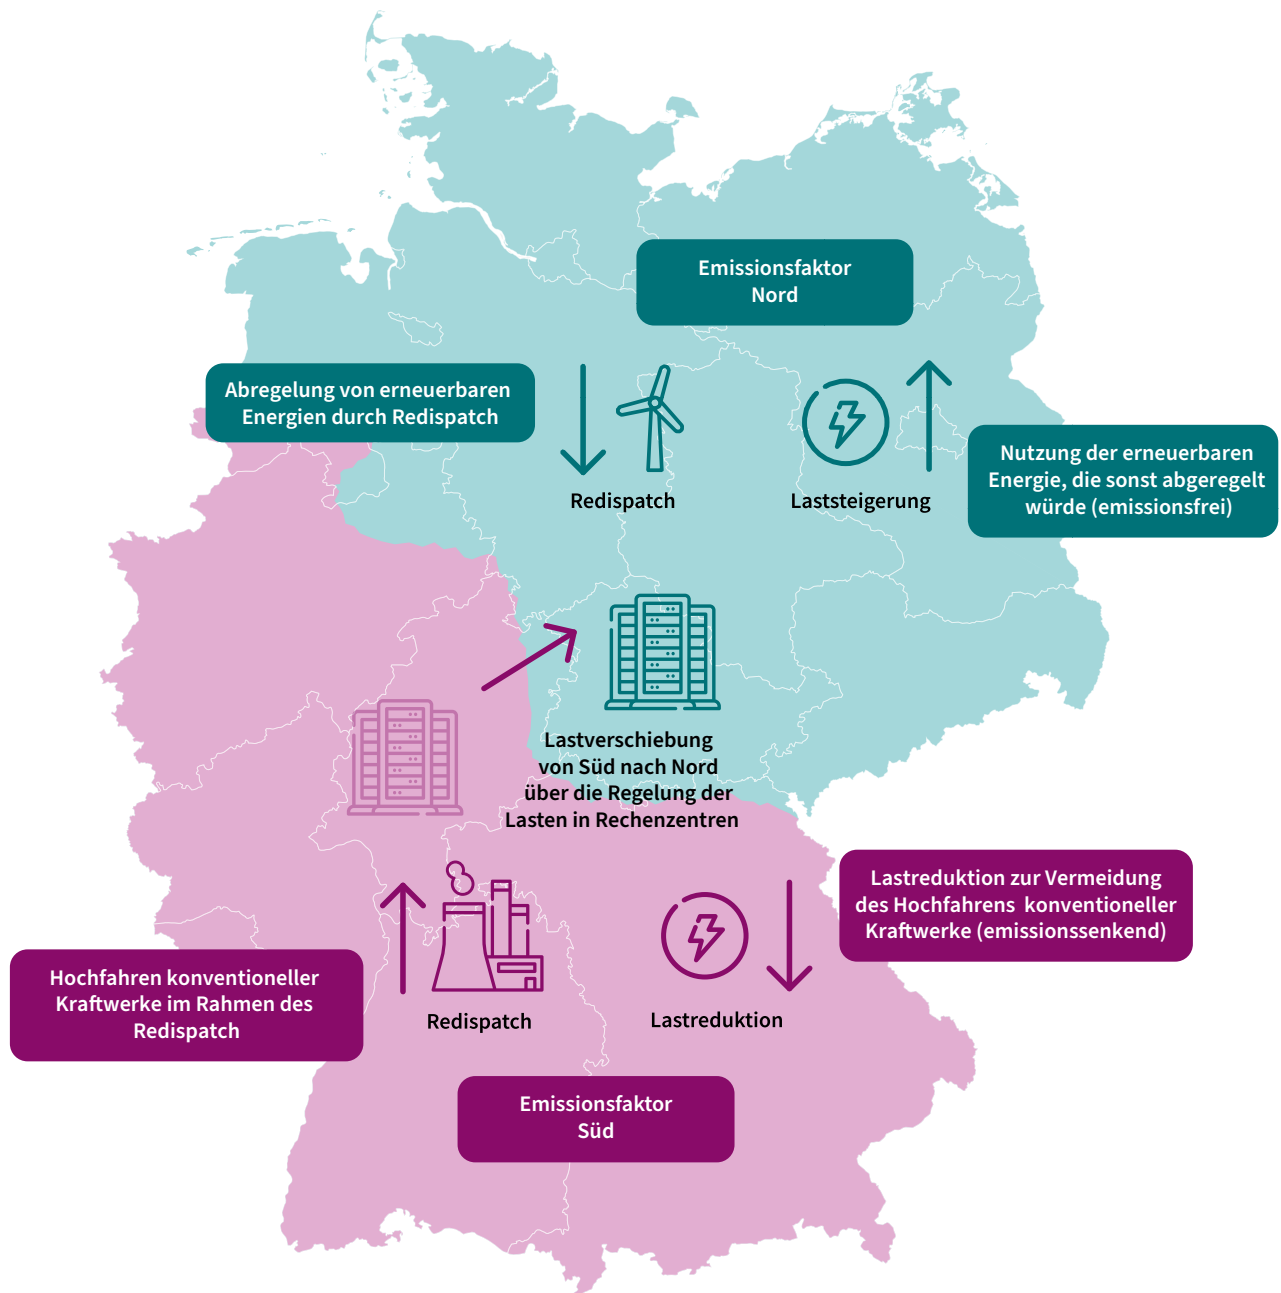 Emissionsfaktor
Nord
Abregelung von erneuerbaren
Energien durch Redispatch
Redispatch
Laststeigerung
Nutzung der erneuerbaren
Energie, die sonst abgeregelt
würde (emissionsfrei)
Lastverschiebung
von Süd nach Nord
über die Regelung der
Lasten in Rechenzentren
Lastreduktion zur Vermeidung
des Hochfahrens konventioneller
Kraftwerke (emissionssenkend)
Hochfahren konventioneller
Kraftwerke im Rahmen des
Redispatch
Redispatch
Lastreduktion
Emissionsfaktor
Süd